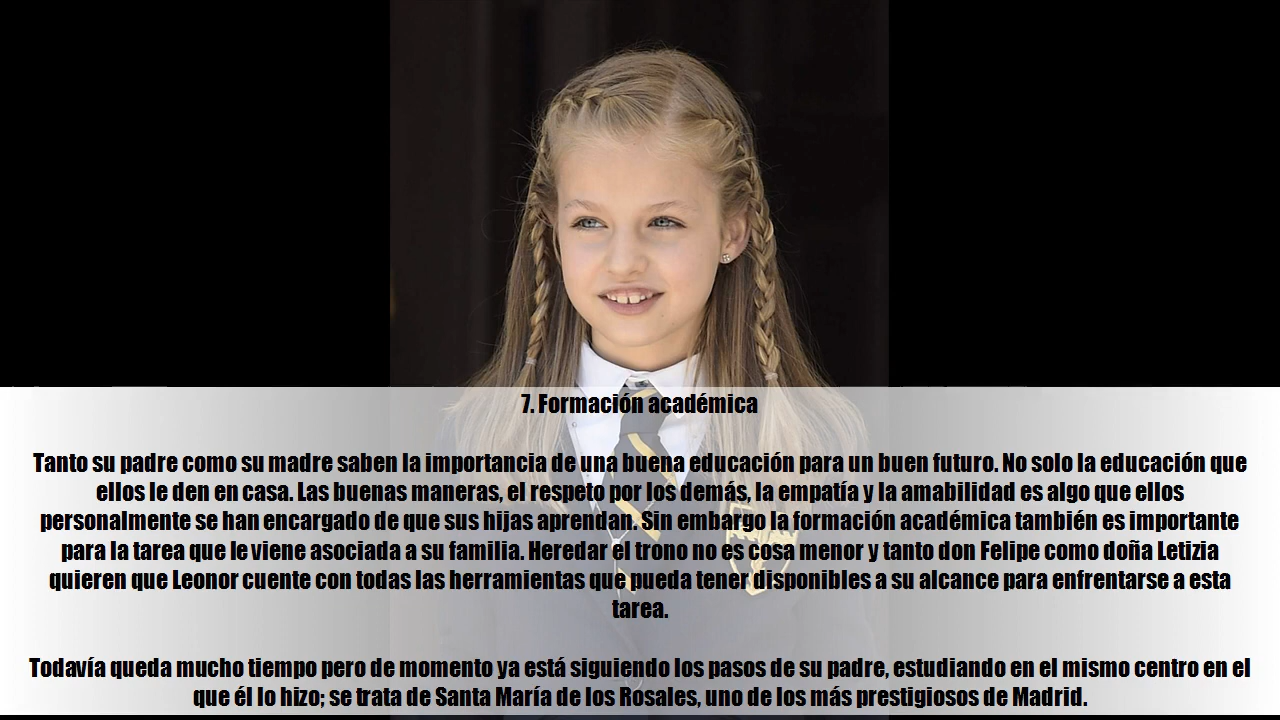 7. Formación académica
Tanto su padre como su madre saben la importancia de una buena educación para un buen futuro. No solo la educación que
ellos le den en casa. Las buenas maneras, el respeto por los demás, la empatía y la amabilidad es algo que ellos
personalmente se han encargado de que sus hijas aprendan. Sin embargo la formación académica también es importante
para la tarea que le viene asociada a su familia. Heredar el trono no es cosa menor y tanto don Felipe como doña Letizia
quieren que Leonor cuente con todas las herramientas que pueda tener disponibles a su alcance para enfrentarse a esta
tarea.
Todavía queda mucho tiempo pero de momento ya está siguiendo los pasos de su padre, estudiando en el mismo centro en el
que él lo hizo; se trata de Santa María de los Rosales, uno de los más prestigiosos de Madrid.